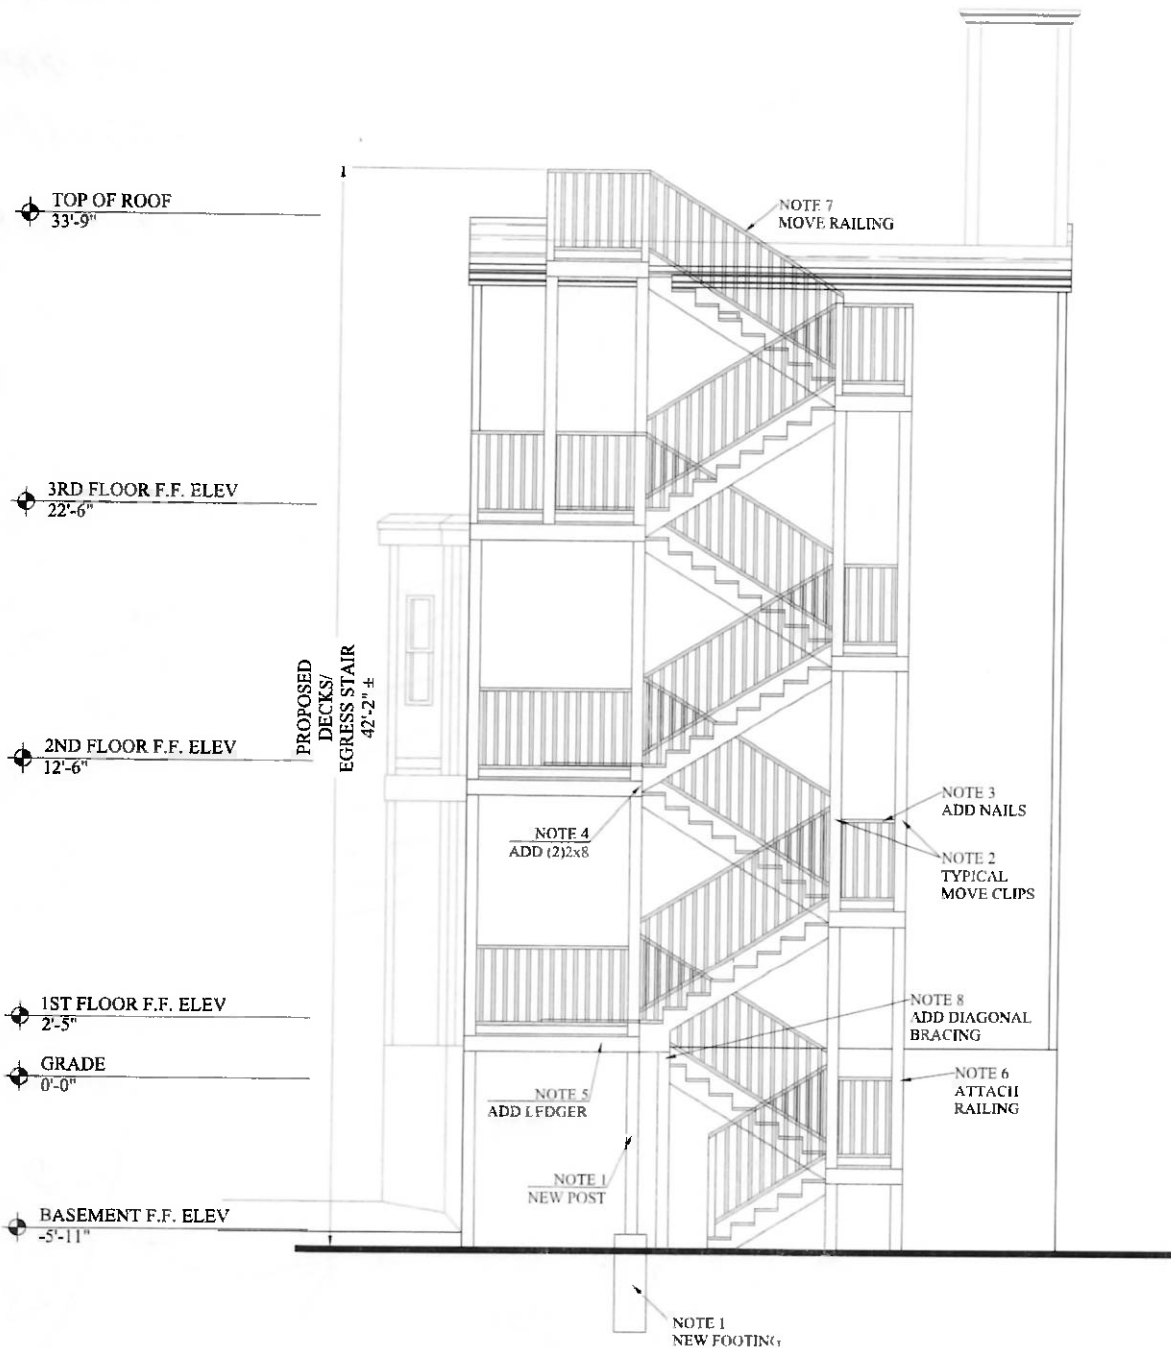 TOP OF ROOF
33'-9"
NOTE 7
MOVE RAILING
3RD FLOOR F.F. ELEV
22'-6"
PROPOSED
DECKS/
EGRESS STAIR
42'-2" ±
2ND FLOOR F.F. ELEV
12'-6"
NOTE 3
ADD NAILS
NOTE 4
ADD (2)2x8
NOTE 2
TYPICAL
MOVE CLIPS
1ST FLOOR F.F. ELEV
2'-5"
NOTE 8
ADD DIAGONAL
BRACING
GRADE
0'-0"
NOTE 6
ATTACH
RAILING
NOTE 5
ADD LEDGER
NOTE 1
NEW POST
BASEMENT F.F. ELEV
-5'-11"
NOTE 1
NEW FOOTING